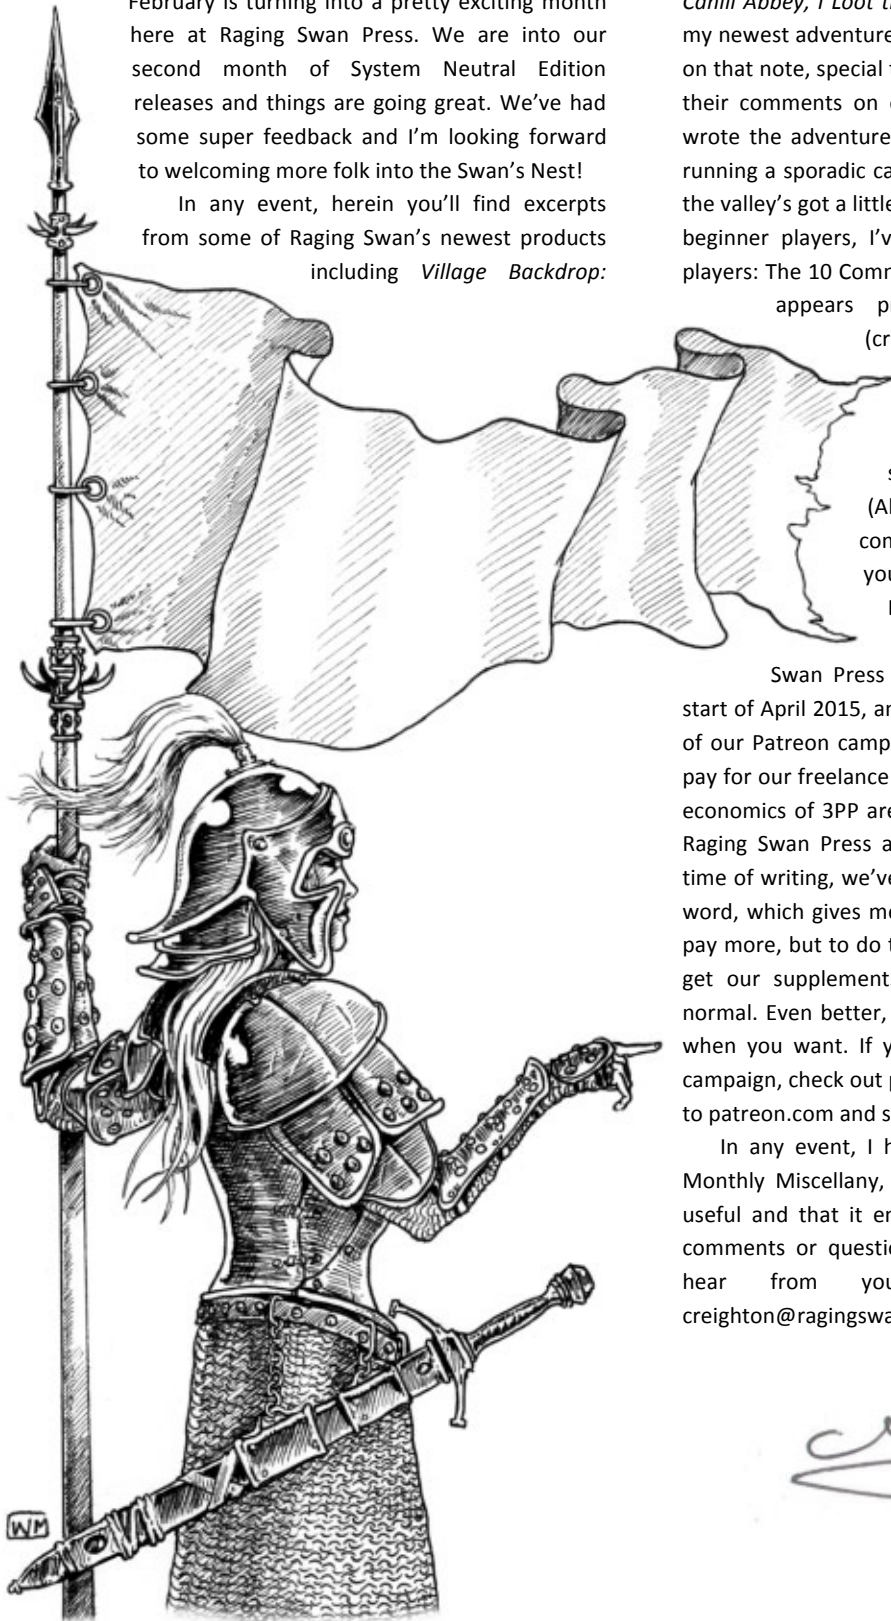 February is turning into a pretty exciting month
here at Raging Swan Press. We are into our
second month of System Neutral Edition
releases and things are going great. We’ve had
some super feedback and I’m looking forward
to welcoming more folk into the Swan’s Nest!
In any event, herein you’ll find excerpts
from some of Raging Swan’s newest products
including Village Backdrop:
Cahill Abbey, I Loot
my newest adventure
on that note, special
their comments on
wrote the adventure
running a sporadic
the valley’s got a little
beginner players, I’v
players: The 10 Comm
appears
(cr
s
(Al
com
you
Swan Press
start of April 2015,
of our Patreon camp
pay for our freelance
economics of 3PP are
Raging Swan Press a
time of writing, we’ve
word, which gives me
pay more, but to do
get our supplement
normal. Even better,
when you want. If y
campaign, check out
to patreon.com and s
In any event, I h
Monthly Miscellany,
useful and that it
comments or questi
hear from you
creighton@ragingswa
WM